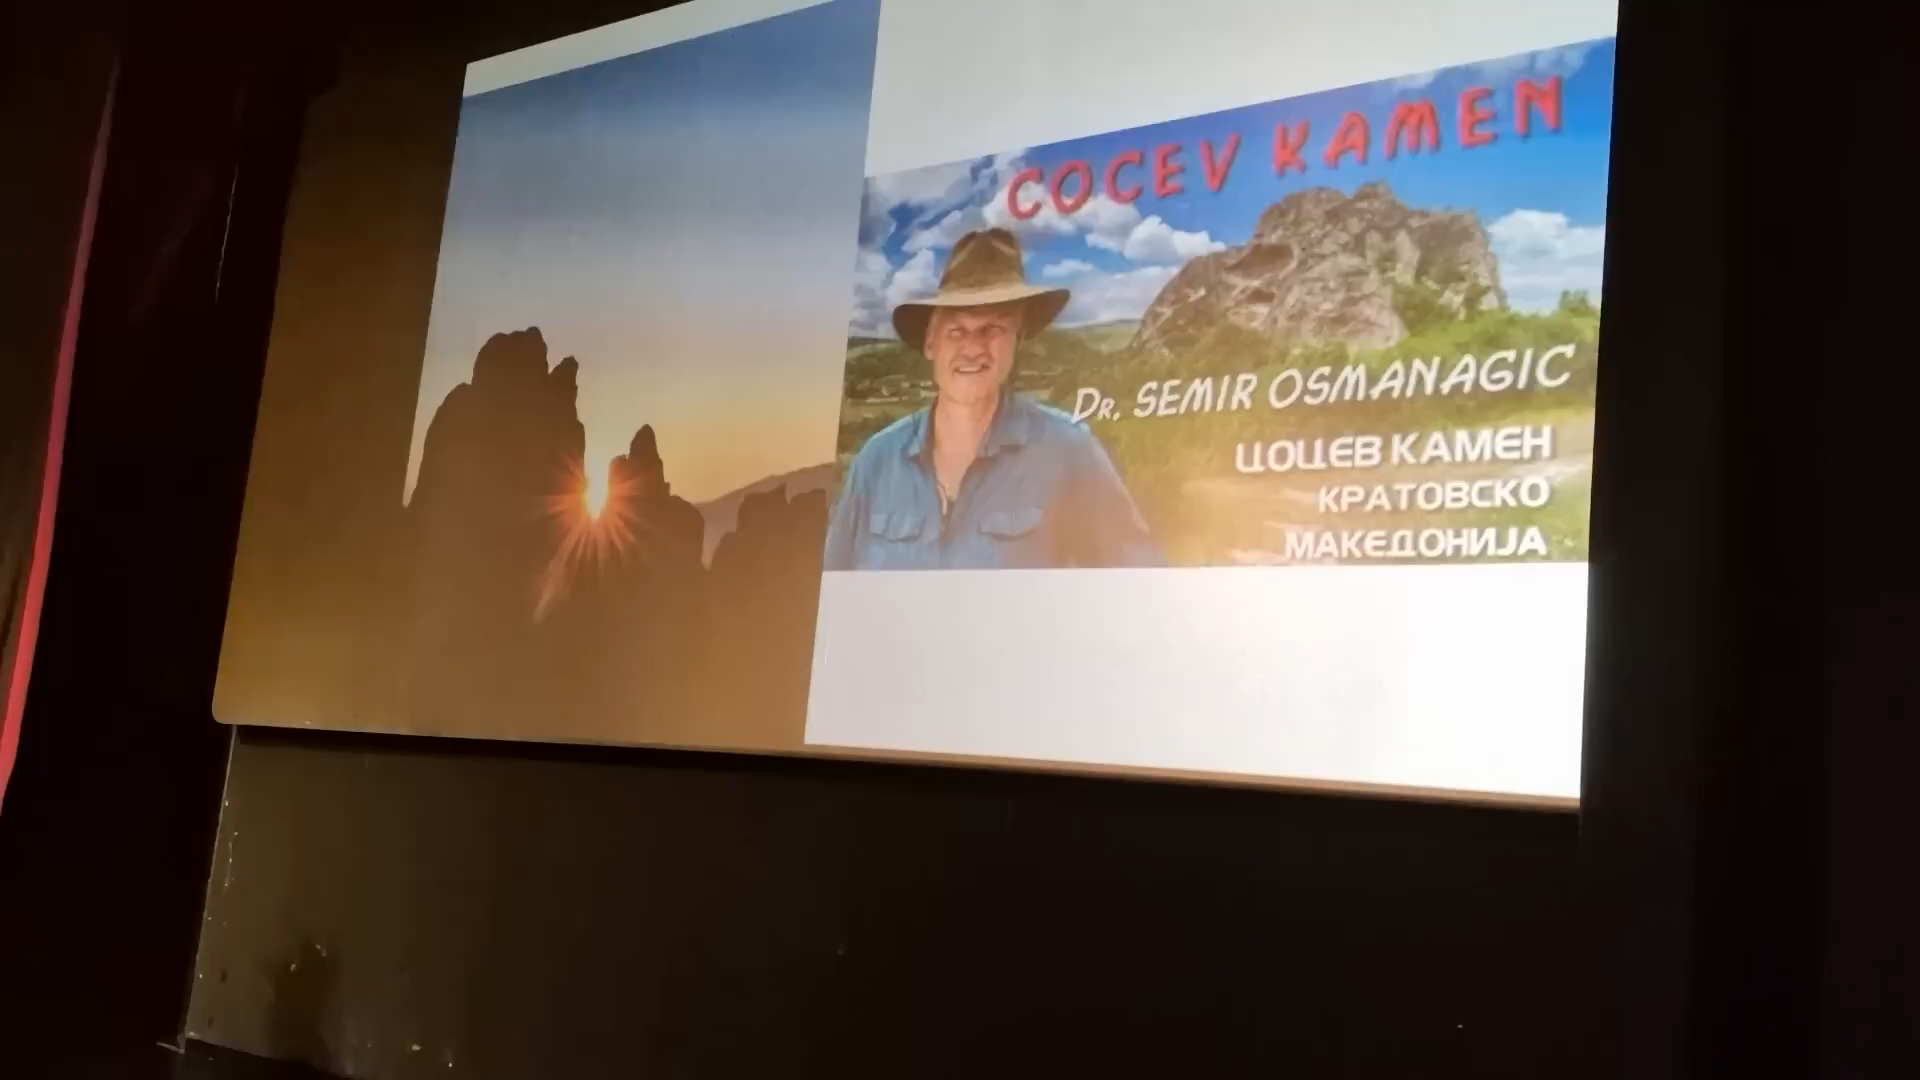 COCEV KAMEN
DR. SEMIR OSMANAGIC
ЦОЦЕВ КАМЕН
КРАТОВСКО
МАКЕДОНИЈА